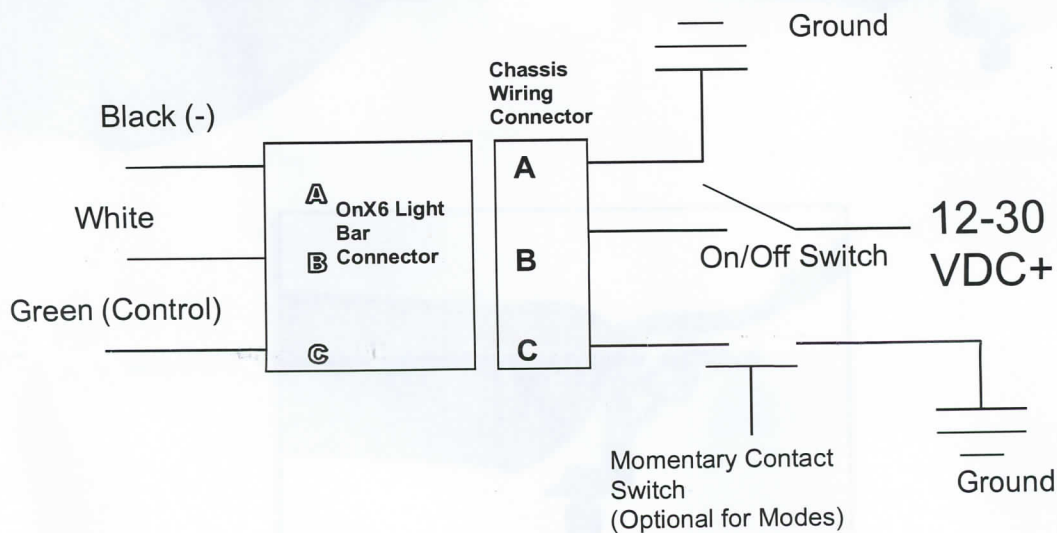 Ground
Chassis
Wiring
Connector
Black (-)
A
A
OnX6 Light
Bar
Connector
White
B
B
On/Off Switch
12-30
VDC+
Green (Control)
C
C
Momentary Contact
Switch
(Optional for Modes)
Ground